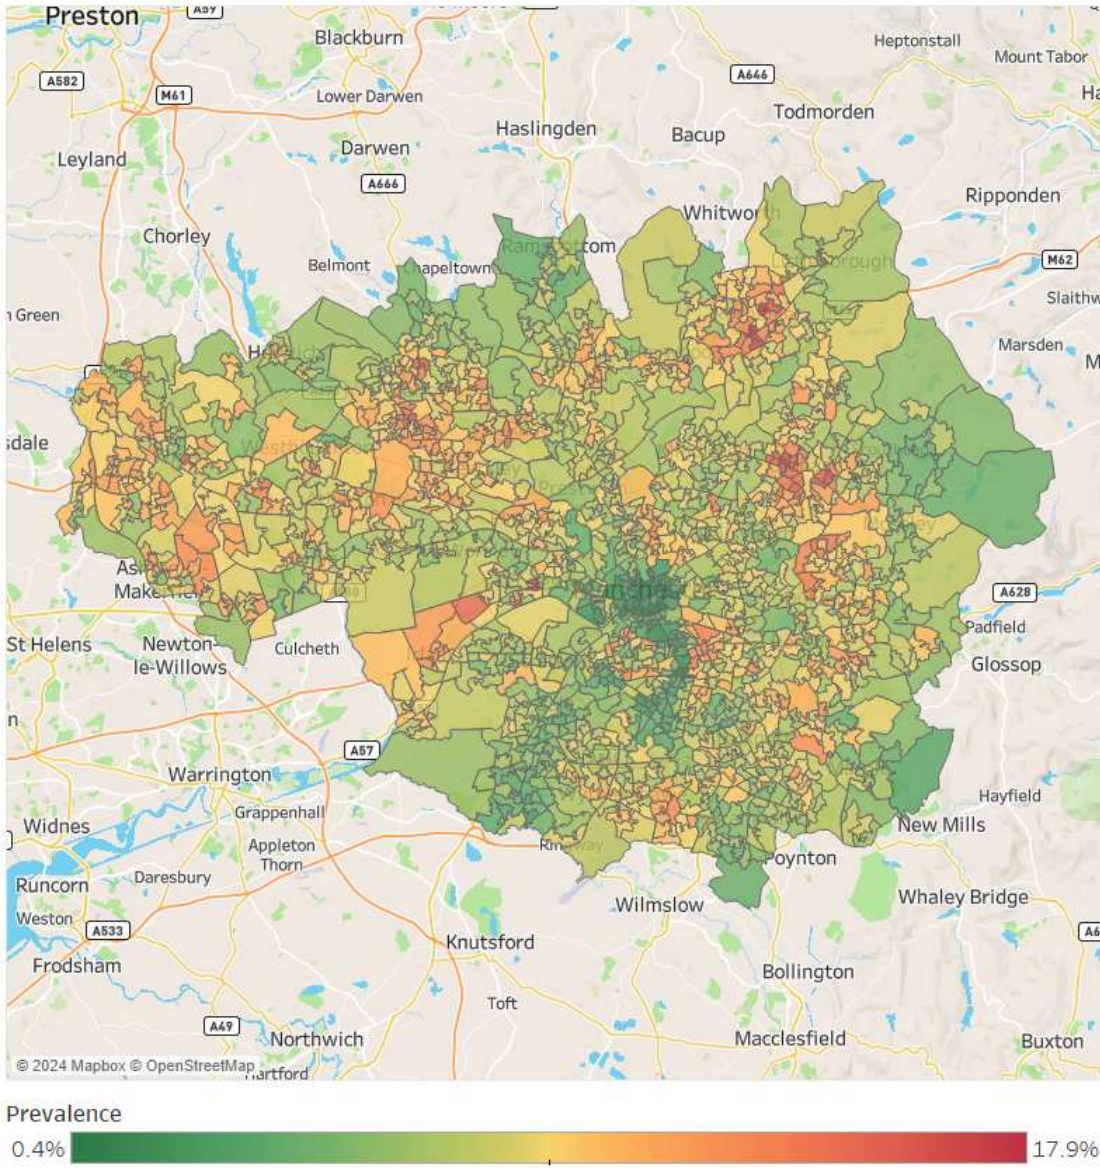 Preston
A59
Blackburn
Heptonstall
Mount Tabor
A582
M61
A646
Lower Darwen
Todmorden
Haslingden
Bacup
Leyland
Darwen
A666
Ripponden
Whitworth
Chorley
Ramsbottom
Belmont
Chapeltown
M62
Green
Slaithw
Marsden
sdale
A628
Padfield
St Helens
Newton-
le-Willows
Culcheth
Glossop
A57
Warrington
Grappenhall
Hayfield
Widnes
New Mills
Appleton
Thorn
Poynton
Daresbury
Runcorn
Wilmslow
Whaley Bridge
Weston
A533
Knutsford
Frodsham
Bollington
Toft
A49
Northwich
Macclesfield
Buxton
© 2024 Mapbox © OpenStreetMap
Hartford
Prevalence
0.4%
17.9%